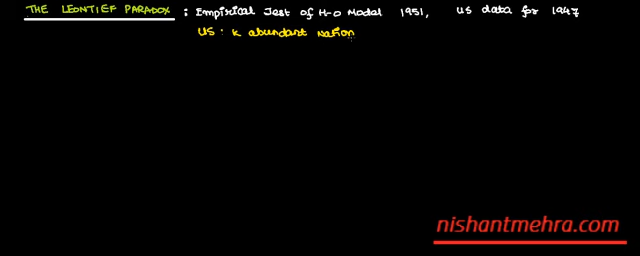 THE LEONTIEF PARADOX : Empirical Test of H-O Model 1951, US data for 1947
US : K abundant Nation
nishantmehra.com